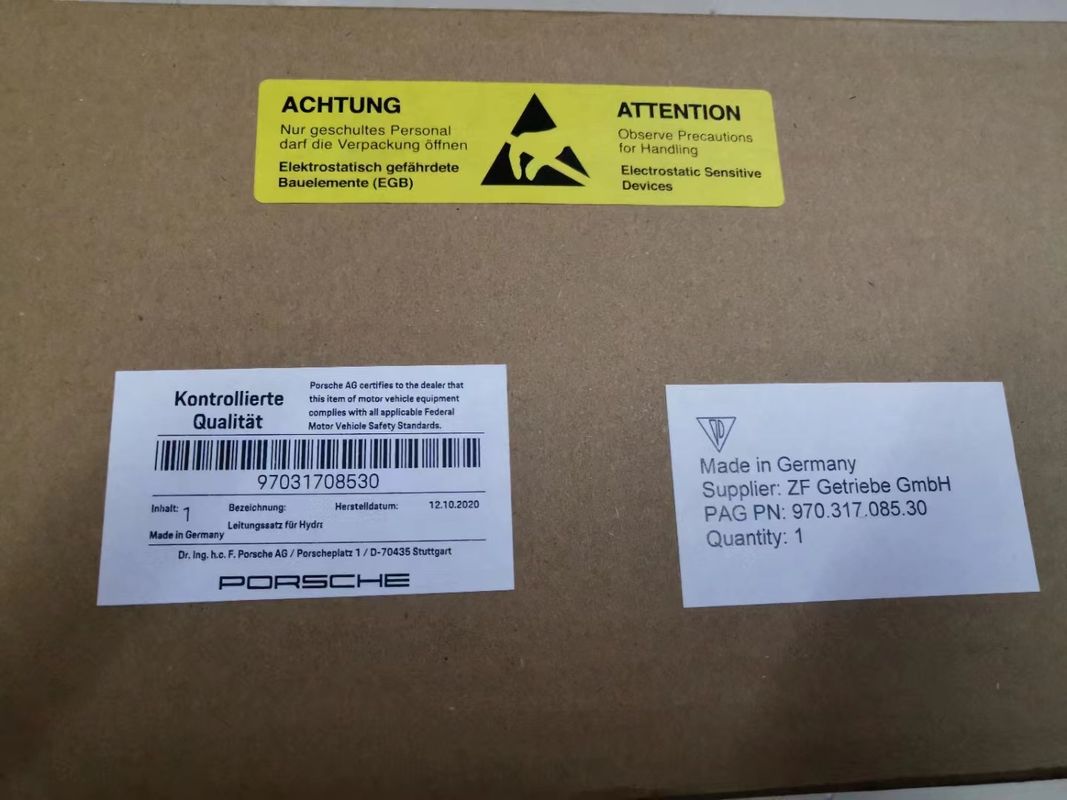 ACHTUNG
Nur geschultes Personal
darf die Verpackung öffnen
Elektrostatisch gefährdete
Bauelemente (EGB)
ATTENTION
Observe Precautions
for Handling
Electrostatic Sensitive
Devices
Kontrollierte
Qualität
Porsche AG certifies to the dealer that
this item of motor vehicle equipment
complies with all applicable Federal
Motor Vehicle Safety Standards.
97031708530
Inhalt: 1 Bezeichnung: Herstelldatum: 12.10.2020
Leitungssatz für Hydr
Made in Germany
Dr. Ing. h.c. F. Porsche AG / Porscheplatz 1 / D-70435 Stuttgart
PORSCHE
Made in Germany
Supplier: ZF Getriebe GmbH
PAG PN: 970.317.085.30
Quantity: 1